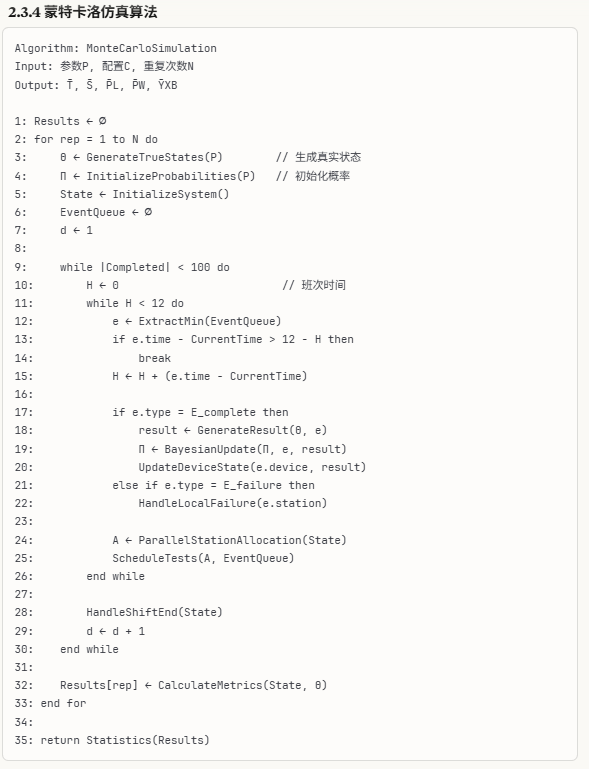 2.3.4 蒙特卡洛仿真算法
Algorithm: MonteCarloSimulation
Input: 参数P, 配置C, 重复次数N
Output: T̄, S̄, P̄L, P̄W, ȲXB
1: Results ← ∅
2: for rep = 1 to N do
3:     θ ← GenerateTrueStates(P)        // 生成真实状态
4:     Π ← InitializeProbabilities(P)   // 初始化概率
5:     State ← InitializeSystem()
6:     EventQueue ← ∅
7:     d ← 1
8:
9:     while |Completed| < 100 do
10:        H ← 0                         // 班次时间
11:        while H < 12 do
12:            e ← ExtractMin(EventQueue)
13:            if e.time - CurrentTime > 12 - H then
14:                break
15:            H ← H + (e.time - CurrentTime)
16:
17:            if e.type = E_complete then
18:                result ← GenerateResult(θ, e)
19:                Π ← BayesianUpdate(Π, e, result)
20:                UpdateDeviceState(e.device, result)
21:            else if e.type = E_failure then
22:                HandleLocalFailure(e.station)
23:
24:            A ← ParallelStationAllocation(State)
25:            ScheduleTests(A, EventQueue)
26:        end while
27:
28:        HandleShiftEnd(State)
29:        d ← d + 1
30:    end while
31:
32:    Results[rep] ← CalculateMetrics(State, θ)
33: end for
34:
35: return Statistics(Results)